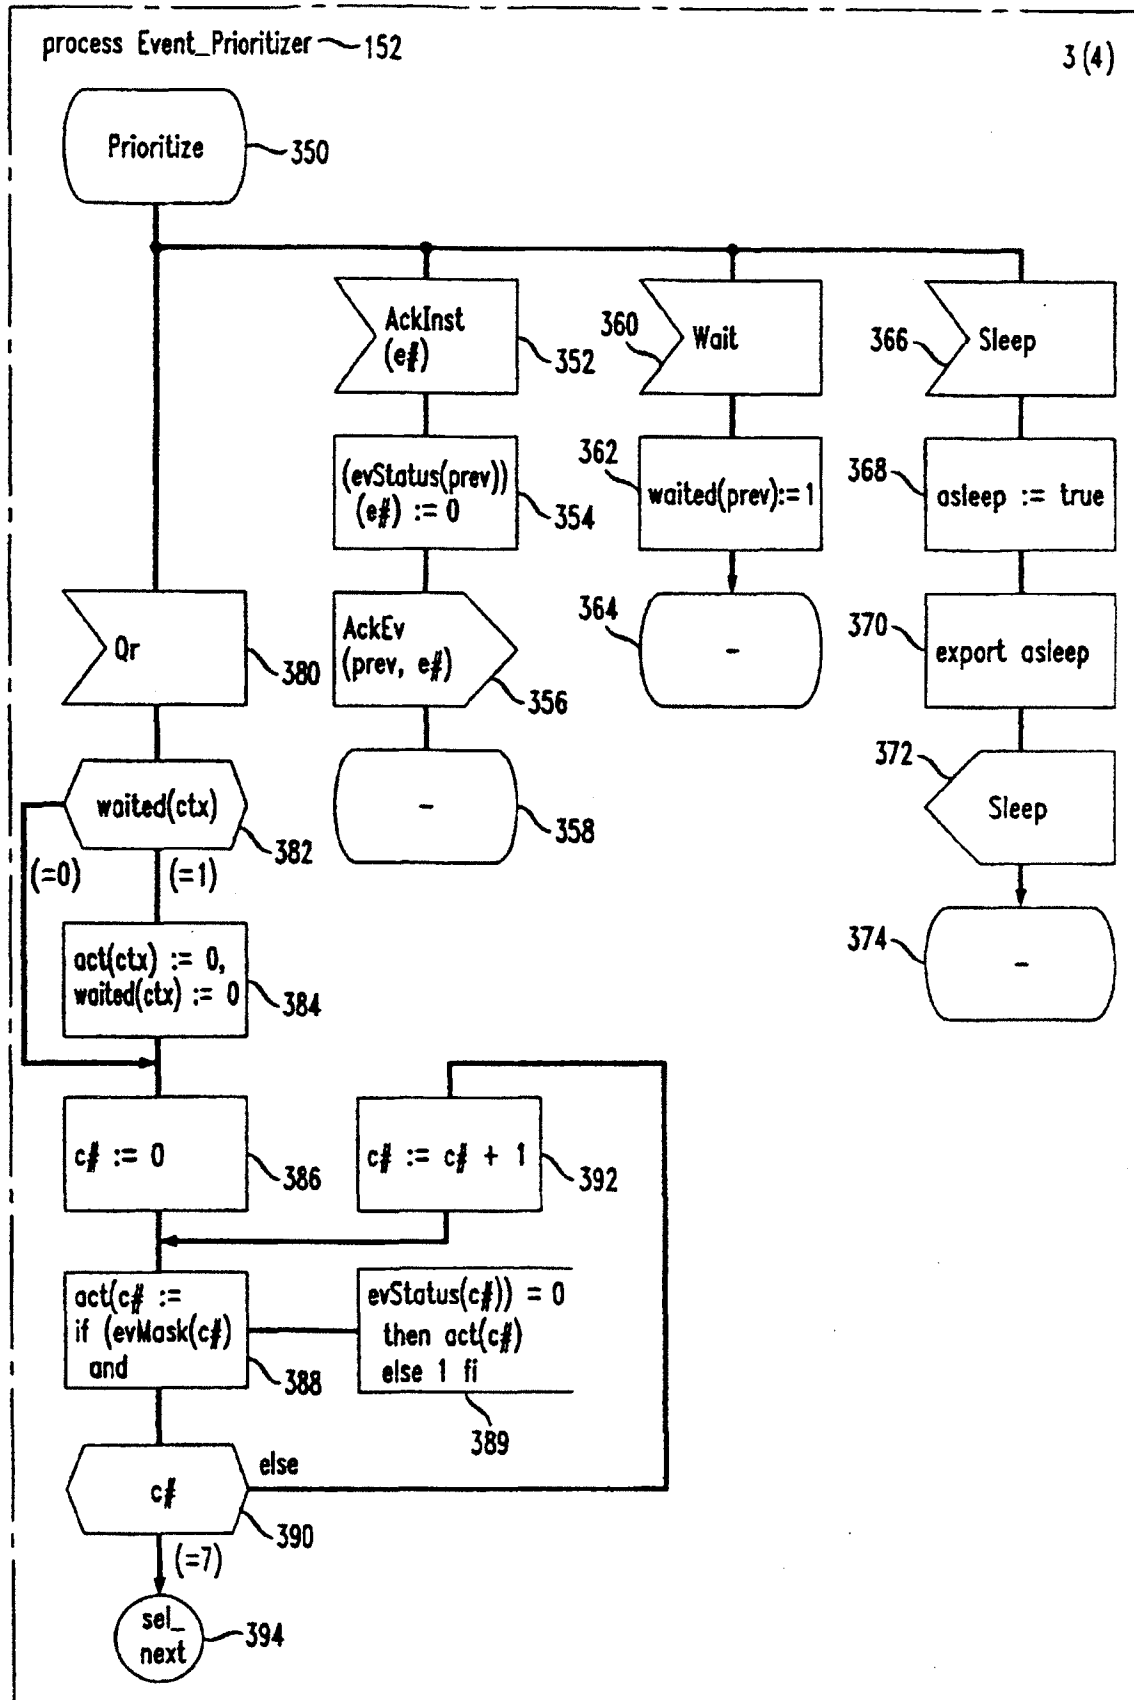 process Event_Prioritizer 152
3 (4)
Prioritize
350
AckInst
(e#)
352
360
Wait
366
Sleep
(evStatus(prev))
(e#) := 0
354
362
waited(prev):= 1
368
asleep := true
Qr
380
AckEv
(prev, e#)
356
364
-
370
export asleep
waited(ctx)
382
(=0)
(=1)
-
358
372
Sleep
act(ctx) := 0,
waited(ctx) := 0
384
374
-
c# := 0
386
c# := c# + 1
392
act(c# :=
if (evMask(c#)
and
388
evStatus(c#)) = 0
then act(c#)
else 1 fi
389
c#
else
390
(=7)
sel_
next
394